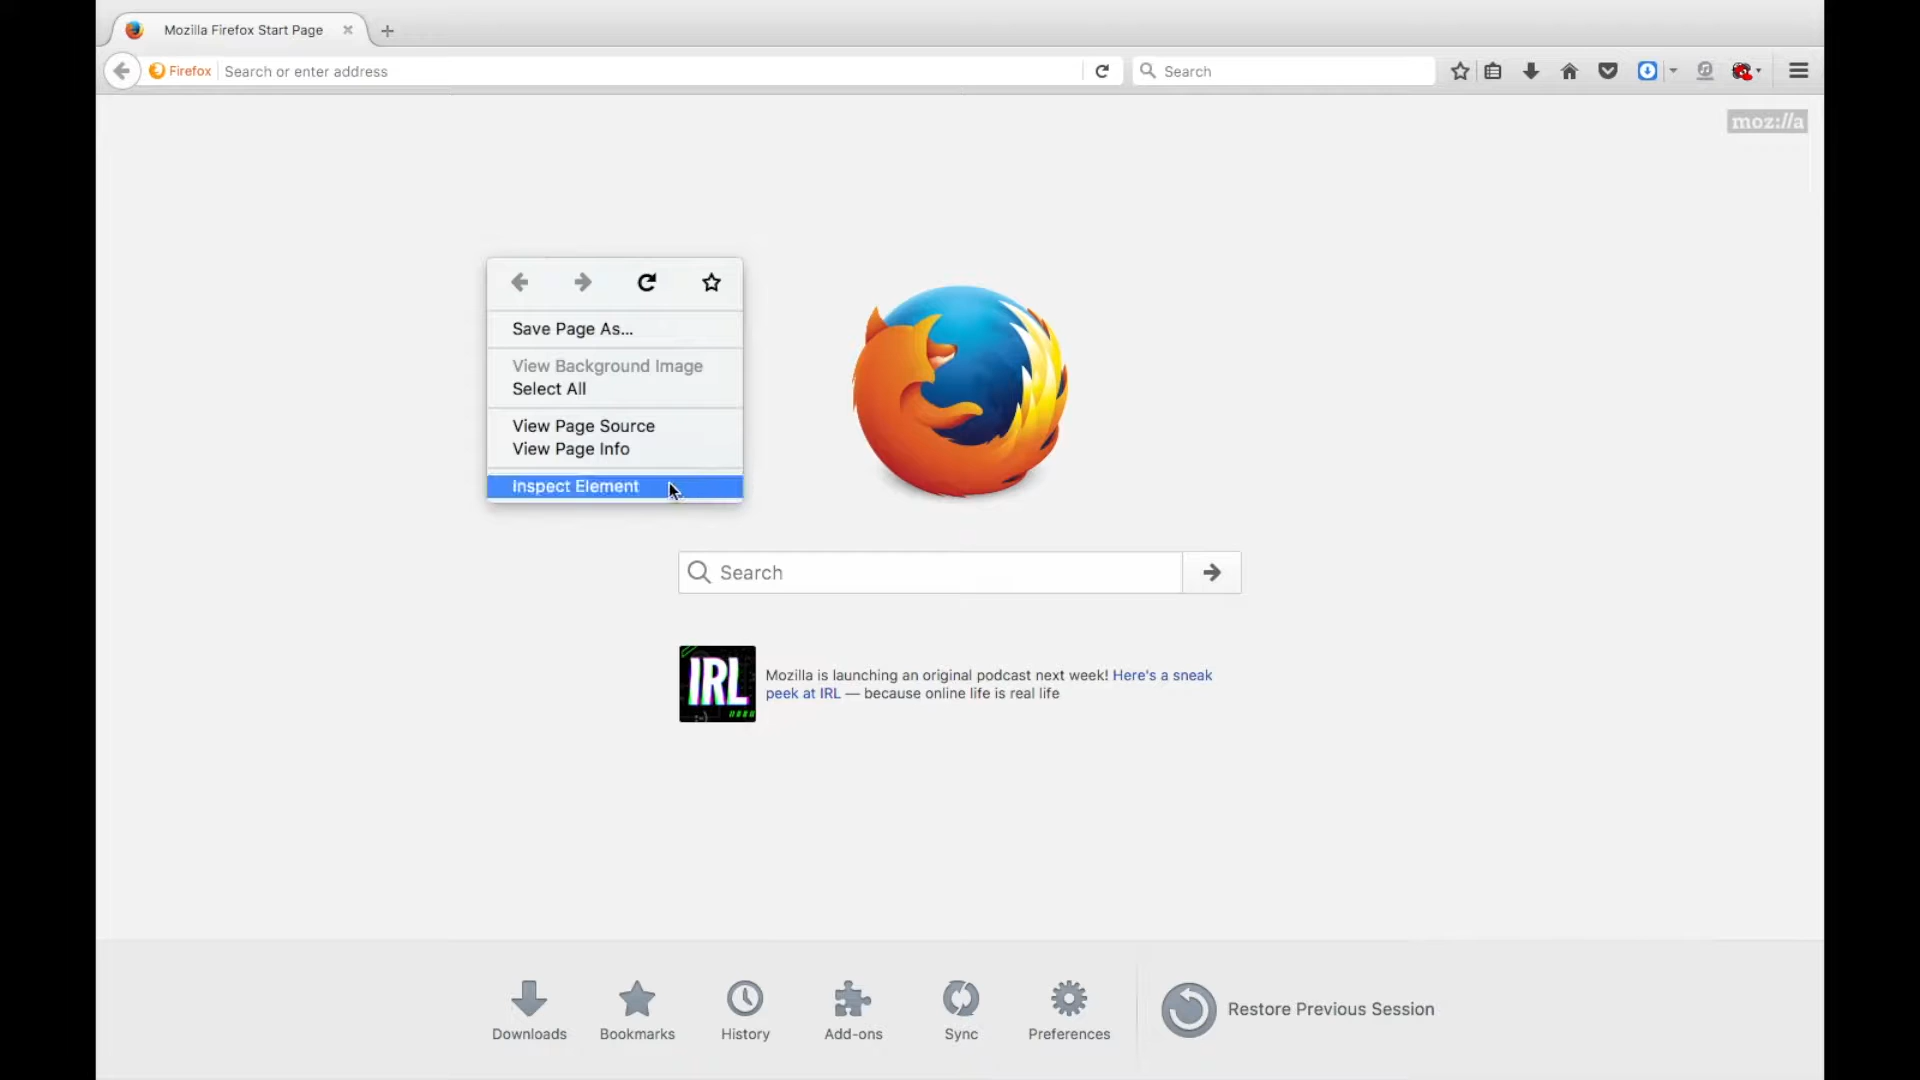 Mozilla Firefox Start Page
Firefox
Search or enter address
Search
moz://a
Save Page As...
View Background Image
Select All
View Page Source
View Page Info
Inspect Element
Search
IRL
Mozilla is launching an original podcast next week! Here's a sneak
peek at IRL — because online life is real life
Downloads
Bookmarks
History
Add-ons
Sync
Preferences
Restore Previous Session